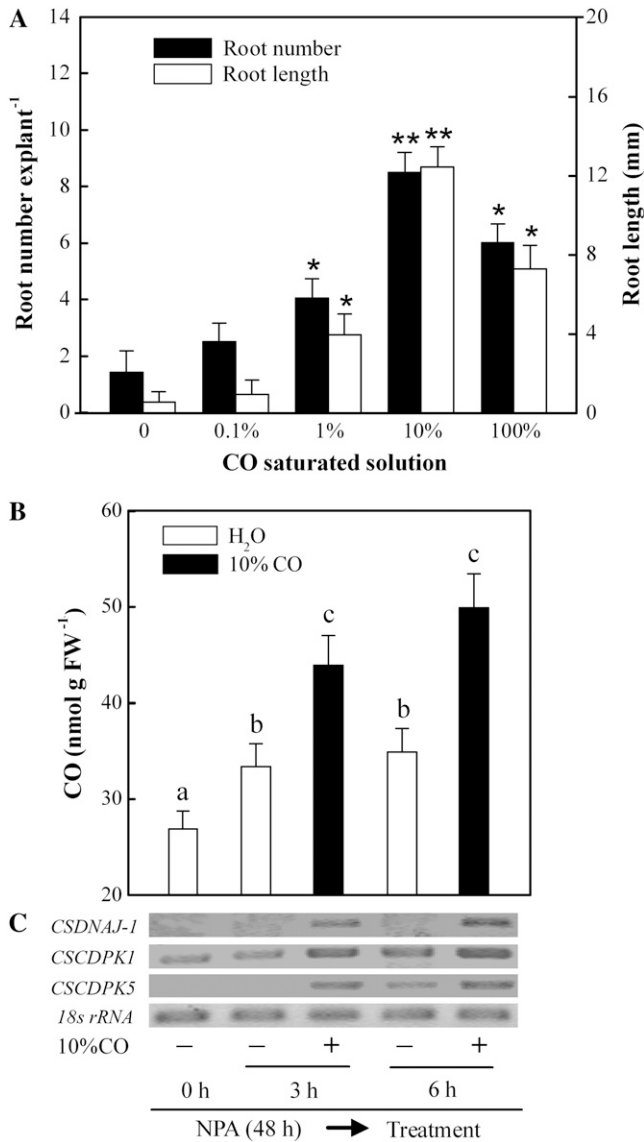 A
14
12
10
8
6
4
2
0
Root number explant⁻¹
Root number
Root length
20
16
12
8
4
0
Root length (mm)
* * ** ** * *
0 0.1% 1% 10% 100%
CO saturated solution
B
60
50
40
30
20
CO (nmol g FW⁻¹)
H₂O
10% CO
a b c b c
C
CSDNAJ-1
CSCDPK1
CSCDPK5
18s rRNA
10%CO − − + − +
0 h 3 h 6 h
NPA (48 h) → Treatment